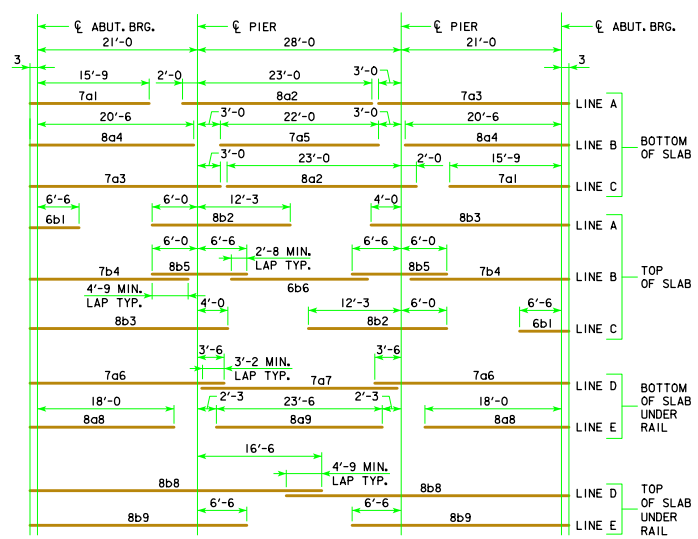 ℄ ABUT. BRG. ℄ PIER ℄ PIER ℄ ABUT. BRG.
21'-0 28'-0 21'-0
3 3
15'-9 2'-0 23'-0 3'-0
7a1 8a2 7a3 LINE A
20'-6 3'-0 22'-0 3'-0 20'-6
8a4 7a5 8a4 LINE B
BOTTOM
OF SLAB
3'-0 23'-0 2'-0 15'-9
7a3 8a2 7a1 LINE C
6'-6 6'-0 12'-3 4'-0
6b1 8b2 8b3 LINE A
6'-0 6'-6 2'-8 MIN.
LAP TYP. 6'-6 6'-0
7b4 8b5 6b6 8b5 7b4 LINE B
TOP
OF SLAB
4'-9 MIN.
LAP TYP.
4'-0 12'-3 6'-0 6'-6
8b3 8b2 6b1 LINE C
3'-6 3'-2 MIN.
LAP TYP. 3'-6
7a6 7a7 7a6 LINE D
18'-0 2'-3 23'-6 2'-3 18'-0
8a8 8a9 8a8 LINE E
BOTTOM
OF SLAB
UNDER
RAIL
16'-6
4'-9 MIN.
LAP TYP.
8b8 8b8 LINE D
6'-6 6'-6
8b9 8b9 LINE E
TOP
OF SLAB
UNDER
RAIL